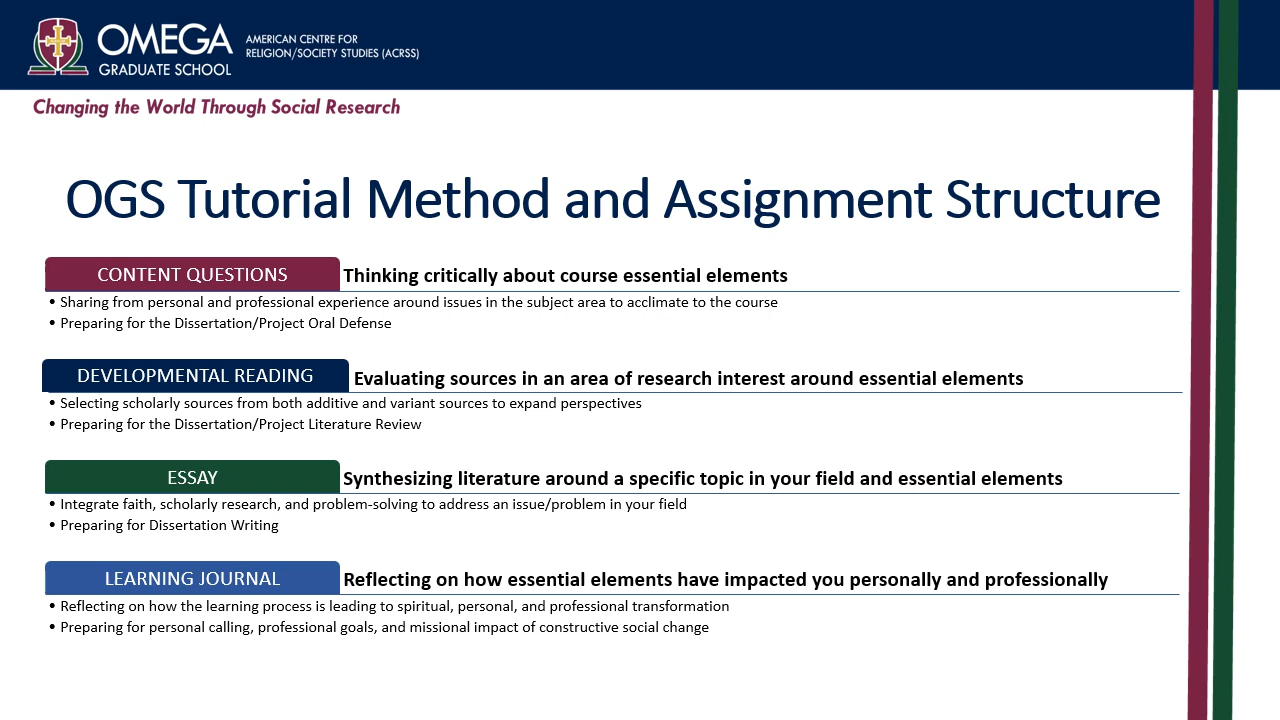 OMEGA
GRADUATE SCHOOL
AMERICAN CENTRE FOR
RELIGION/SOCIETY STUDIES (ACRSS)
Changing the World Through Social Research
OGS Tutorial Method and Assignment Structure
CONTENT QUESTIONS Thinking critically about course essential elements
• Sharing from personal and professional experience around issues in the subject area to acclimate to the course
• Preparing for the Dissertation/Project Oral Defense
DEVELOPMENTAL READING Evaluating sources in an area of research interest around essential elements
• Selecting scholarly sources from both additive and variant sources to expand perspectives
• Preparing for the Dissertation/Project Literature Review
ESSAY Synthesizing literature around a specific topic in your field and essential elements
• Integrate faith, scholarly research, and problem-solving to address an issue/problem in your field
• Preparing for Dissertation Writing
LEARNING JOURNAL Reflecting on how essential elements have impacted you personally and professionally
• Reflecting on how the learning process is leading to spiritual, personal, and professional transformation
• Preparing for personal calling, professional goals, and missional impact of constructive social change